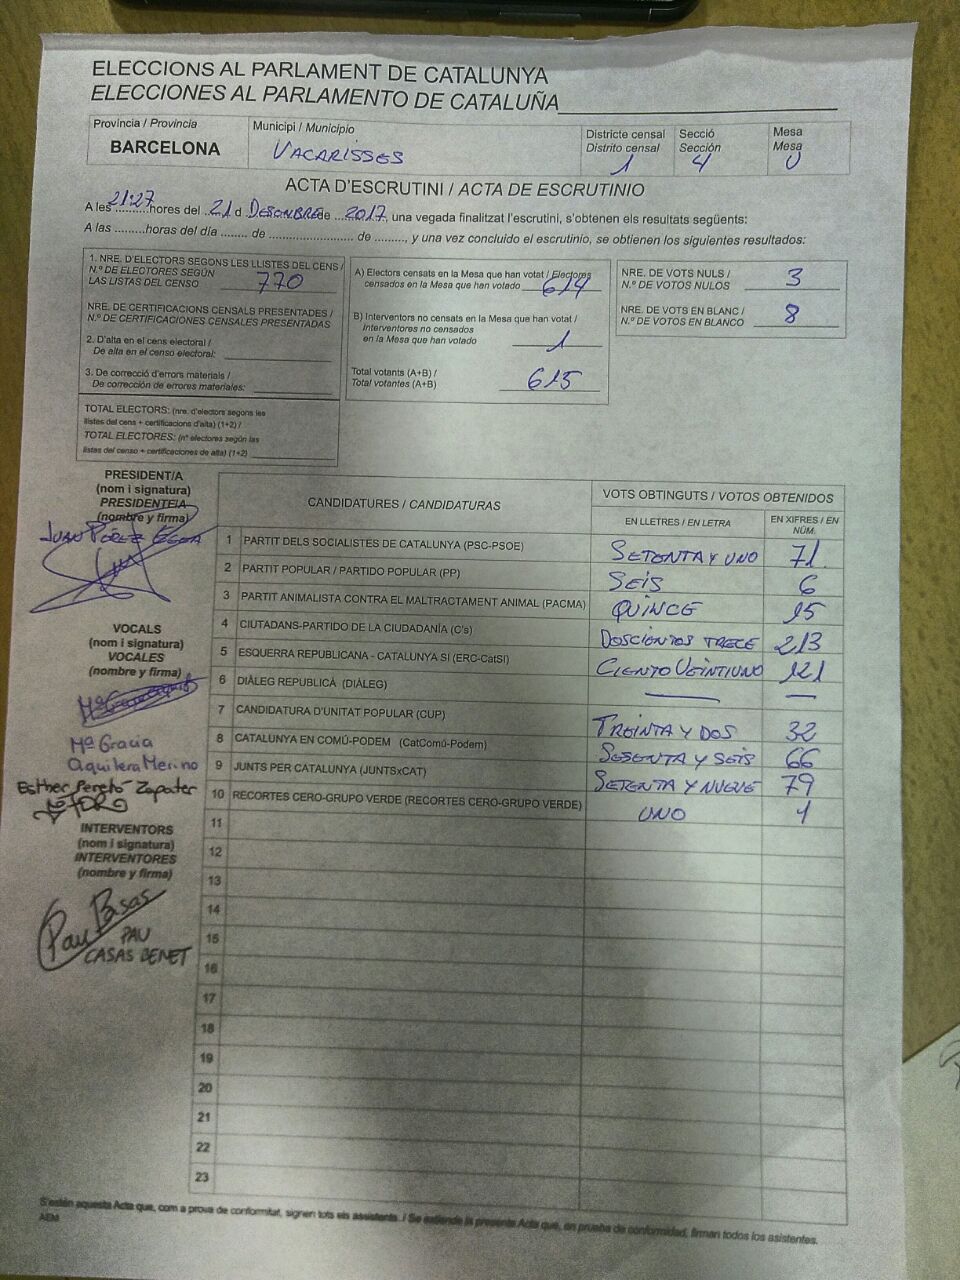 ELECCIONS AL PARLAMENT DE CATALUNYA
ELECCIONES AL PARLAMENTO DE CATALUÑA
Província / Provincia
BARCELONA
Municipi / Municipio
VACARISSES
Districte censal
Distrito censal
1
Secció
Sección
4
Mesa
Mesa
U
ACTA D'ESCRUTINI / ACTA DE ESCRUTINIO
A les 21:27 hores del 21 d DESEMBRE de 2017, una vegada finalitzat l'escrutini, s'obtenen els resultats següents:
A las .........horas del día ........ de ........................ de ........., y una vez concluido el escrutinio, se obtienen los siguientes resultados:
1. NRE. D'ELECTORS SEGONS LES LLISTES DEL CENS /
N.º DE ELECTORES SEGÚN
LAS LISTAS DEL CENSO 770
NRE. DE CERTIFICACIONS CENSALS PRESENTADES /
N.º DE CERTIFICACIONES CENSALES PRESENTADAS
2. D'alta en el cens electoral /
De alta en el censo electoral:
3. De correcció d'errors materials /
De corrección de errores materiales:
TOTAL ELECTORS: (nre. d'electors segons les
llistes del cens + certificacions d'alta) (1+2) /
TOTAL ELECTORES: (nº electores según las
listas del censo + certificaciones de alta) (1+2)
A) Electors censats en la Mesa que han votat / Electores
censados en la Mesa que han votado 614
B) Interventors no censats en la Mesa que han votat /
Interventores no censados
en la Mesa que han votado 1
Total votants (A+B) /
Total votantes (A+B) 615
NRE. DE VOTS NULS /
N.º DE VOTOS NULOS 3
NRE. DE VOTS EN BLANC /
N.º DE VOTOS EN BLANCO 8
PRESIDENT/A
(nom i signatura)
PRESIDENTE/A
(nombre y firma)
JUAN PÉREZ
VOCALS
(nom i signatura)
VOCALES
(nombre y firma)
Mª Gracia
Aguilera Merino
Esther Peretó Zapater
INTERVENTORS
(nom i signatura)
INTERVENTORES
(nombre y firma)
Pau Basas
PAU
CASAS BENET
CANDIDATURES / CANDIDATURAS
VOTS OBTINGUTS / VOTOS OBTENIDOS
EN LLETRES / EN LETRA
EN XIFRES / EN
NÚM.
1 PARTIT DELS SOCIALISTES DE CATALUNYA (PSC-PSOE) SETENTA Y UNO 71
2 PARTIT POPULAR / PARTIDO POPULAR (PP) SEIS 6
3 PARTIT ANIMALISTA CONTRA EL MALTRACTAMENT ANIMAL (PACMA) QUINCE 15
4 CIUTADANS-PARTIDO DE LA CIUDADANÍA (C's) DOSCIENTOS TRECE 213
5 ESQUERRA REPUBLICANA - CATALUNYA SÍ (ERC-CatSI) CIENTO VEINTIUNO 121
6 DIÀLEG REPUBLICÀ (DIÀLEG) — —
7 CANDIDATURA D'UNITAT POPULAR (CUP) TREINTA Y DOS 32
8 CATALUNYA EN COMÚ-PODEM (CatComú-Podem) SESENTA Y SEIS 66
9 JUNTS PER CATALUNYA (JUNTSxCAT) SETENTA Y NUEVE 79
10 RECORTES CERO-GRUPO VERDE (RECORTES CERO-GRUPO VERDE) UNO 1
11
12
13
14
15
16
17
18
19
20
21
22
23
S'estén aquesta Acta que, com a prova de conformitat, signen tots els assistents. / Se extiende la presente Acta que, en prueba de conformidad, firman todos los asistentes.
AEM